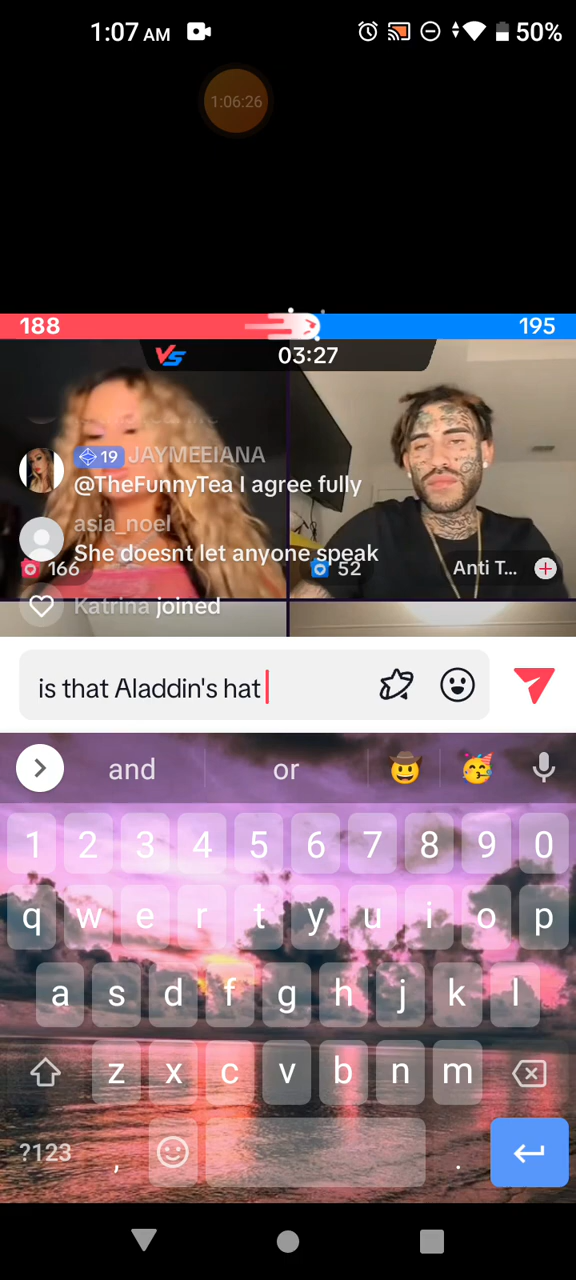 1:07 AM
50%
1:06:26
188
195
VS
03:27
19 JAYMEEIANA
@TheFunnyTea I agree fully
asia_noel
She doesnt let anyone speak
166
52
Anti T...
Katrina joined
is that Aladdin's hat
and
or
1 2 3 4 5 6 7 8 9 0
q w e r t y u i o p
a s d f g h j k l
z x c v b n m
?123 , .